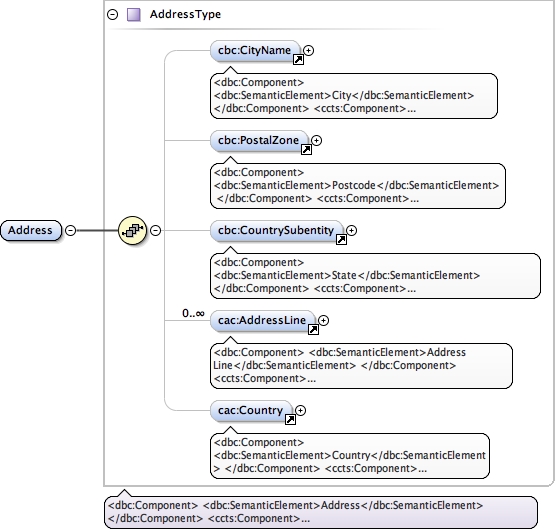 AddressType
cbc:CityName
<dbc:Component>
<dbc:SemanticElement>City</dbc:SemanticElement>
</dbc:Component> <ccts:Component>...
cbc:PostalZone
<dbc:Component>
<dbc:SemanticElement>Postcode</dbc:SemanticElement>
</dbc:Component> <ccts:Component>...
Address
cbc:CountrySubentity
<dbc:Component>
<dbc:SemanticElement>State</dbc:SemanticElement>
</dbc:Component> <ccts:Component>...
0..∞
cac:AddressLine
<dbc:Component> <dbc:SemanticElement>Address
Line</dbc:SemanticElement> </dbc:Component>
<ccts:Component>...
cac:Country
<dbc:Component>
<dbc:SemanticElement>Country</dbc:SemanticElement
> </dbc:Component> <ccts:Component>...
<dbc:Component> <dbc:SemanticElement>Address</dbc:SemanticElement>
</dbc:Component> <ccts:Component>...